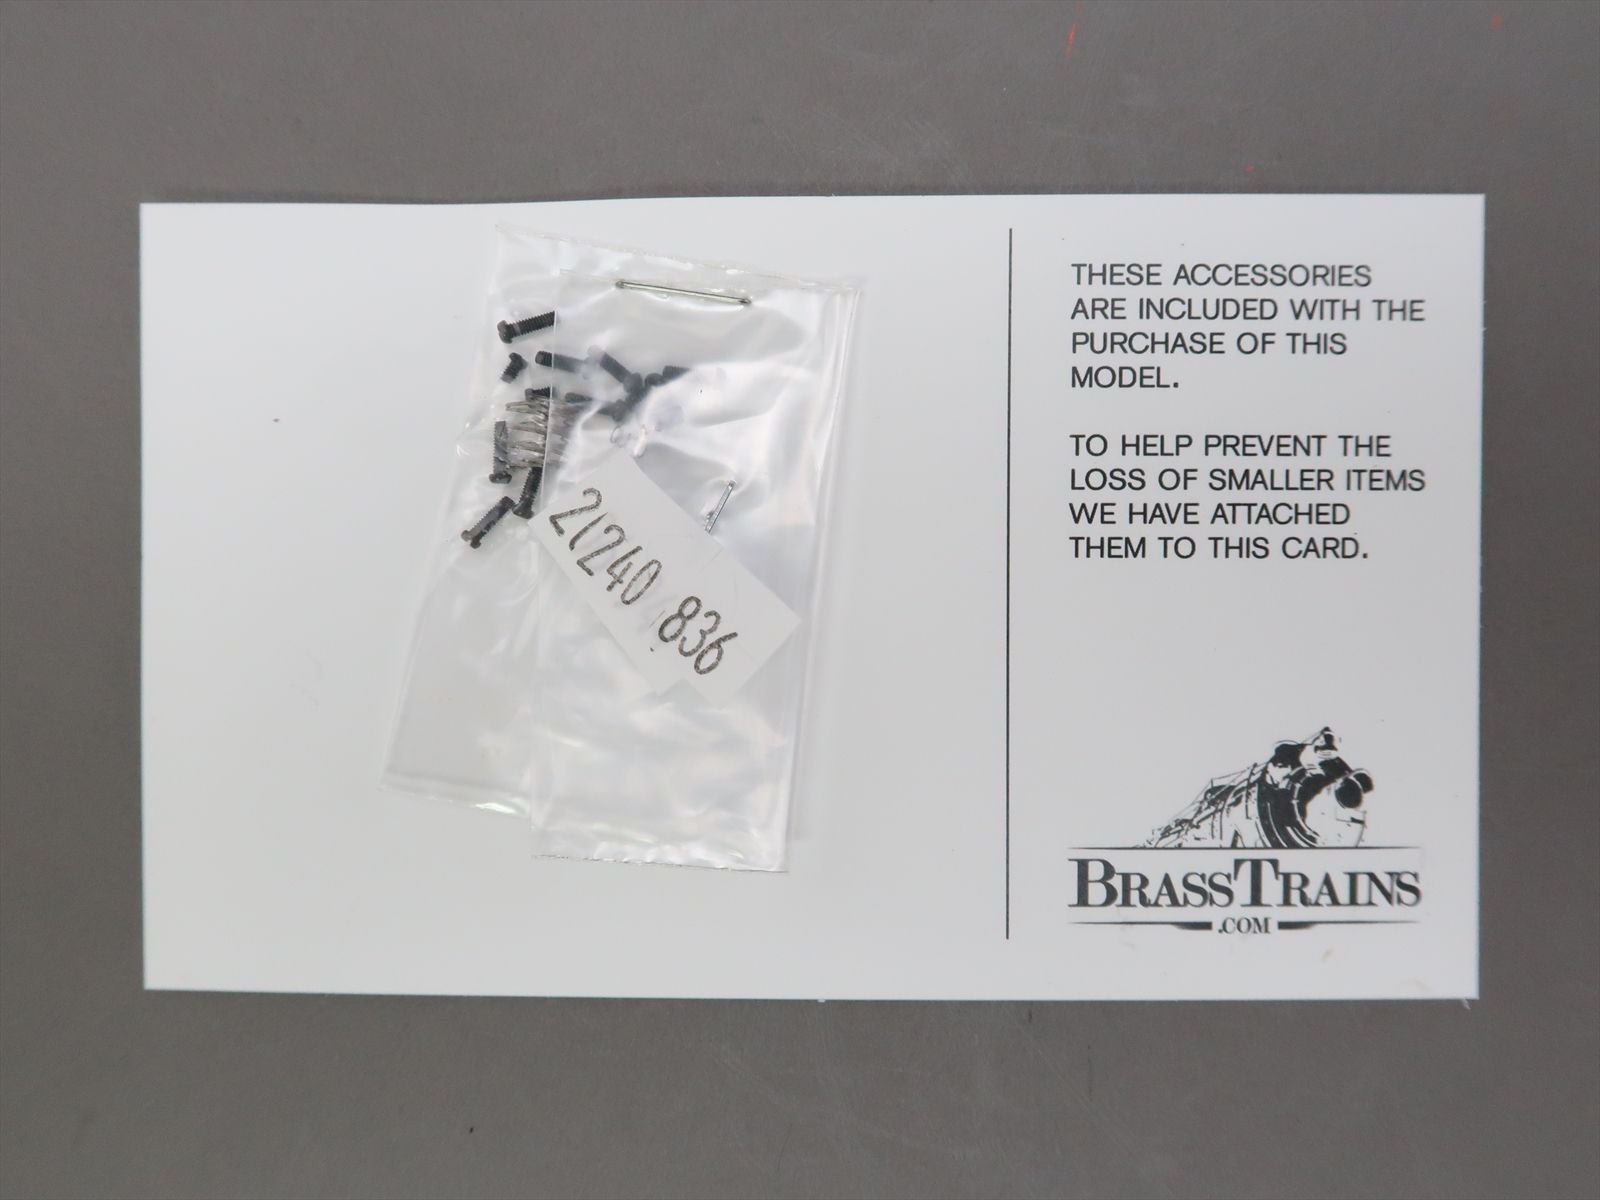 21240 836
THESE ACCESSORIES
ARE INCLUDED WITH THE
PURCHASE OF THIS
MODEL.
TO HELP PREVENT THE
LOSS OF SMALLER ITEMS
WE HAVE ATTACHED
THEM TO THIS CARD.
BRASSTRAINS
.COM